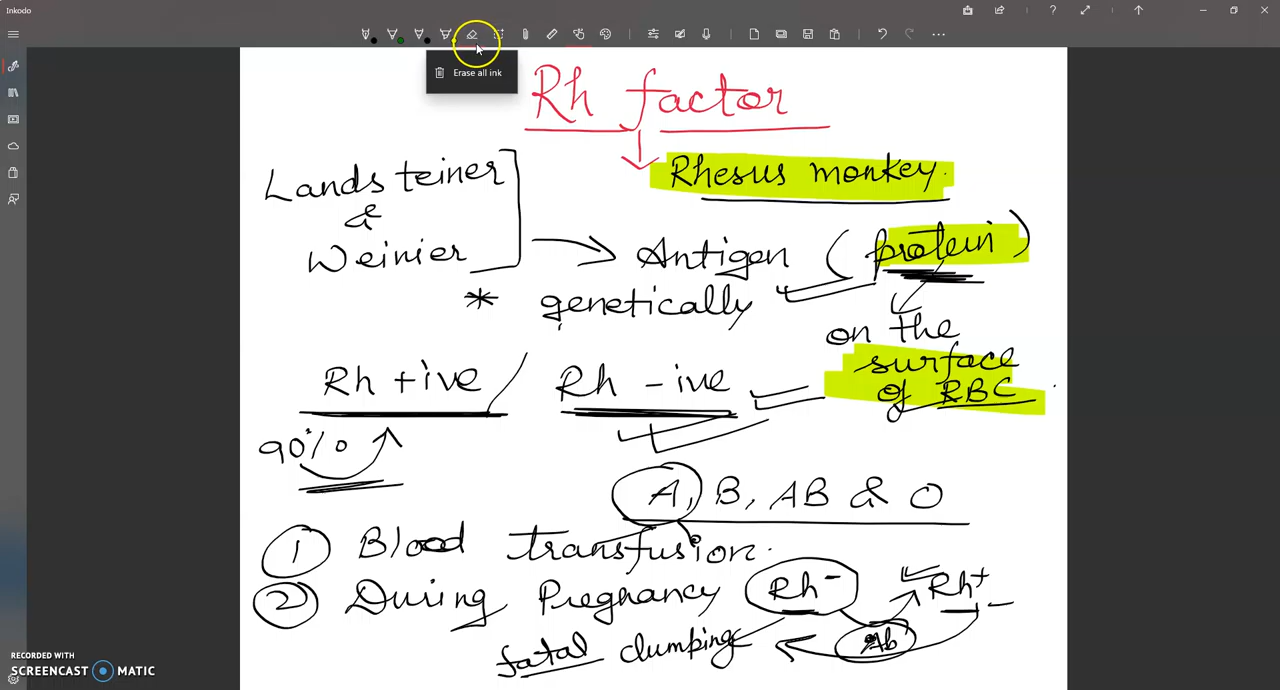 Inkodo
Erase all ink
Rh factor
Rhesus monkey.
Landsteiner
&
Weinier
Antigen (protein)
* genetically
on the
surface
of RBC
Rh +ive / Rh -ive
90%
A, B, AB & O
1 Blood transfusion.
2 During Pregnancy Rh- Rh+
fatal clumping Ab
RECORDED WITH
SCREENCAST MATIC